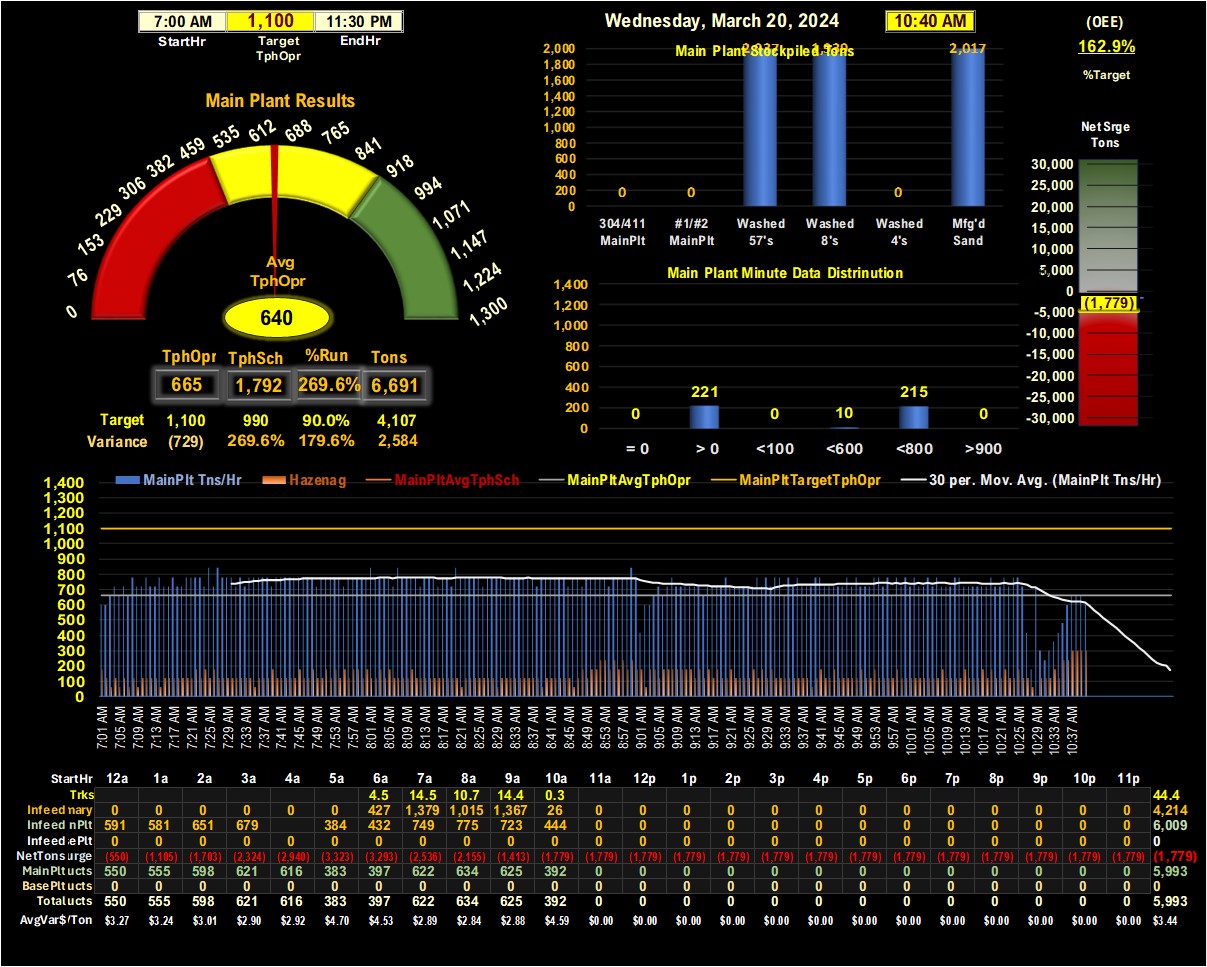 7:00 AM 1,100 11:30 PM
StartHr Target TphOpr EndHr
Wednesday, March 20, 2024 10:40 AM
(OEE)
162.9%
%Target
Main Plant Results
0 76 153 229 306 382 459 535 612 688 765 841 918 994 1,071 1,147 1,224 1,300
Avg
TphOpr
640
TphOpr TphSch %Run Tons
665 1,792 269.6% 6,691
Target 1,100 990 90.0% 4,107
Variance (729) 269.6% 179.6% 2,584
Main Plant Stockpiled Tons
2,000
1,800
1,600
1,400
1,200
1,000
800
600
400
200
0
0 0 0 2,017
304/411 MainPlt #1/#2 MainPlt Washed 57's Washed 8's Washed 4's Mfg'd Sand
Main Plant Minute Data Distrinution
1,400
1,200
1,000
800
600
400
200
0
0 221 0 10 215 0
= 0 > 0 <100 <600 <800 >900
Net Srge
Tons
30,000
25,000
20,000
15,000
10,000
5,000
0
(1,779)
-5,000
-10,000
-15,000
-20,000
-25,000
-30,000
MainPlt Tns/Hr Hazenag MainPltAvgTphSch MainPltAvgTphOpr MainPltTargetTphOpr 30 per. Mov. Avg. (MainPlt Tns/Hr)
1,400
1,300
1,200
1,100
1,000
900
800
700
600
500
400
300
200
100
0
7:01 AM 7:05 AM 7:09 AM 7:13 AM 7:17 AM 7:21 AM 7:25 AM 7:29 AM 7:33 AM 7:37 AM 7:41 AM 7:45 AM 7:49 AM 7:53 AM 7:57 AM 8:01 AM 8:05 AM 8:09 AM 8:13 AM 8:17 AM 8:21 AM 8:25 AM 8:29 AM 8:33 AM 8:37 AM 8:41 AM 8:45 AM 8:49 AM 8:53 AM 8:57 AM 9:01 AM 9:05 AM 9:09 AM 9:13 AM 9:17 AM 9:21 AM 9:25 AM 9:29 AM 9:33 AM 9:37 AM 9:41 AM 9:45 AM 9:49 AM 9:53 AM 9:57 AM 10:01 AM 10:05 AM 10:09 AM 10:13 AM 10:17 AM 10:21 AM 10:25 AM 10:29 AM 10:33 AM 10:37 AM
StartHr 12a 1a 2a 3a 4a 5a 6a 7a 8a 9a 10a 11a 12p 1p 2p 3p 4p 5p 6p 7p 8p 9p 10p 11p
Trks 4.5 14.5 10.7 14.4 0.3 44.4
Infeed nary 0 0 0 0 0 0 427 1,379 1,015 1,367 26 0 0 0 0 0 0 0 0 0 0 0 0 0 4,214
Infeed nPlt 591 581 651 679 384 432 749 775 723 444 0 0 0 0 0 0 0 0 0 0 0 0 0 6,009
Infeed ePlt 0 0 0 0 0 0 0 0 0 0 0 0 0 0 0 0 0 0 0 0 0 0 0
NetTons urge (550) (1,105) (1,703) (2,324) (2,940) (3,323) (3,293) (2,536) (2,155) (1,413) (1,779) (1,779) (1,779) (1,779) (1,779) (1,779) (1,779) (1,779) (1,779) (1,779) (1,779) (1,779) (1,779) (1,779) (1,779)
MainPlt ucts 550 555 598 621 616 383 397 622 634 625 392 0 0 0 0 0 0 0 0 0 0 0 0 0 5,993
BasePlt ucts 0 0 0 0 0 0 0 0 0 0 0 0 0 0 0 0 0 0 0 0 0 0 0 0 0
Total ucts 550 555 598 621 616 383 397 622 634 625 392 0 0 0 0 0 0 0 0 0 0 0 0 0 5,993
AvgVar$/Ton $3.27 $3.24 $3.01 $2.90 $2.92 $4.70 $4.53 $2.89 $2.84 $2.88 $4.59 $0.00 $0.00 $0.00 $0.00 $0.00 $0.00 $0.00 $0.00 $0.00 $0.00 $0.00 $0.00 $0.00 $3.44